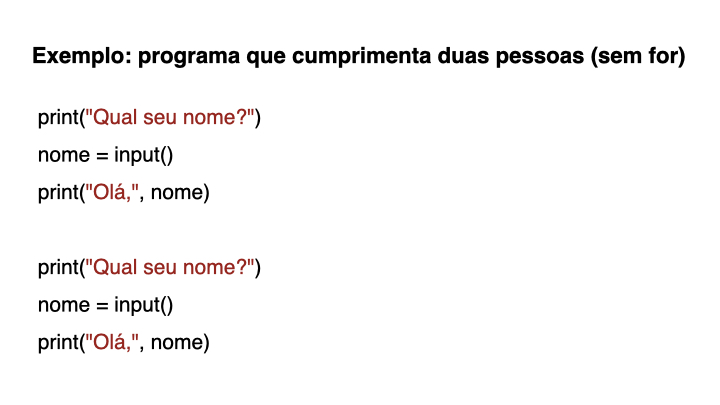 Exemplo: programa que cumprimenta duas pessoas (sem for)
print("Qual seu nome?")
nome = input()
print("Olá,", nome)
print("Qual seu nome?")
nome = input()
print("Olá,", nome)